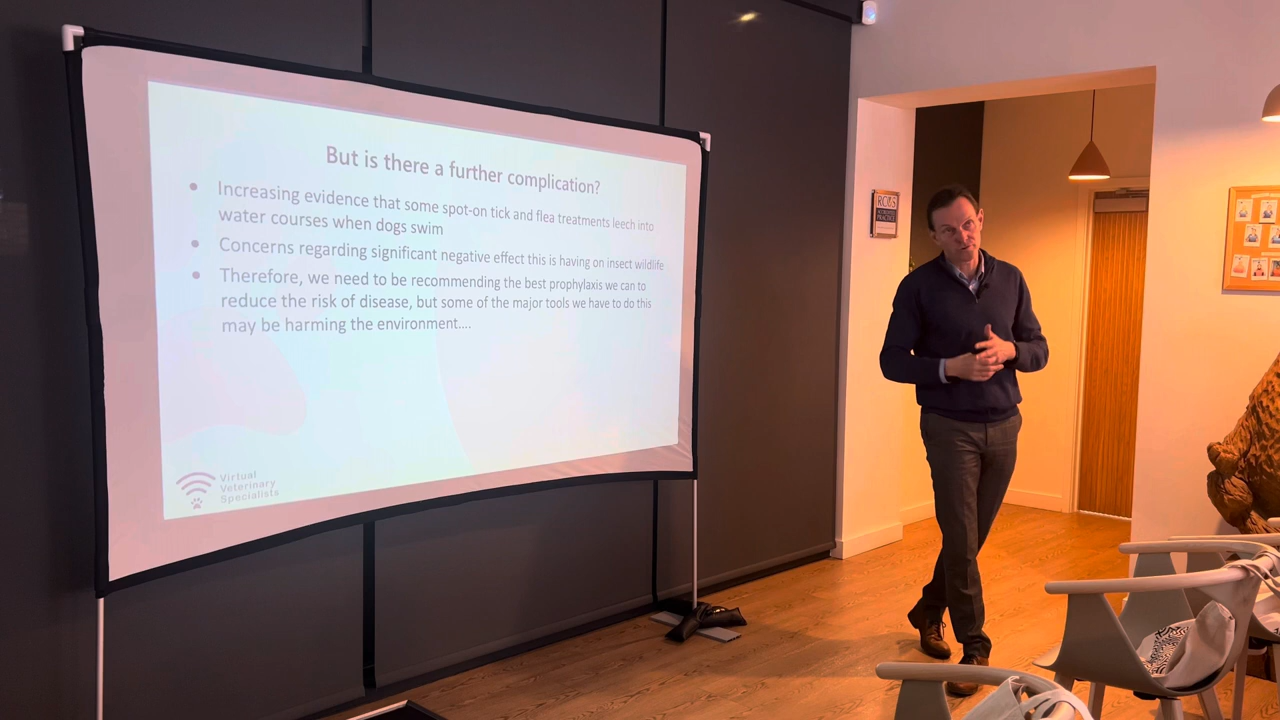 But is there a further complication?
• Increasing evidence that some spot-on tick and flea treatments leech into
water courses when dogs swim
• Concerns regarding significant negative effect this is having on insect wildlife
• Therefore, we need to be recommending the best prophylaxis we can to
reduce the risk of disease, but some of the major tools we have to do this
may be harming the environment....
Virtual
Veterinary
Specialists
RCVS
ACCREDITED
PRACTICE